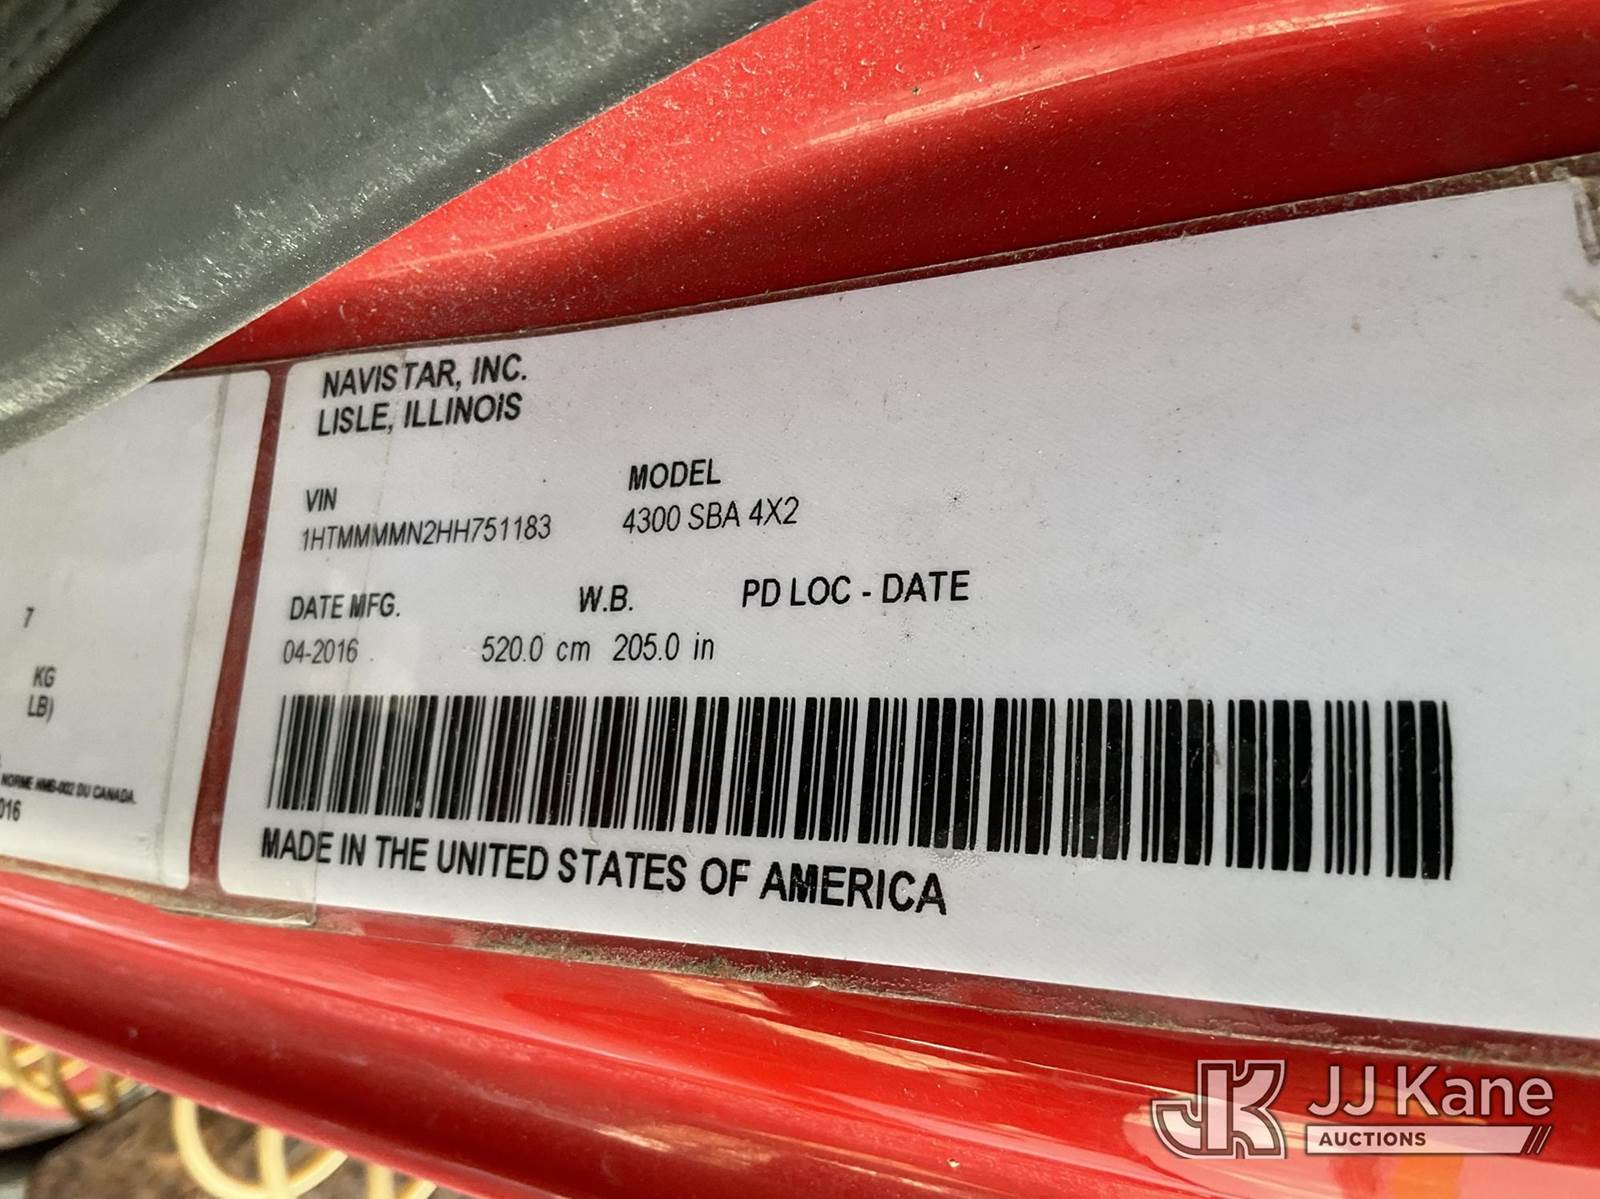 NAVISTAR, INC.
LISLE, ILLINOIS
VIN
1HTMMMMN2HH751183
MODEL
4300 SBA 4X2
DATE MFG.
04-2016
W.B.
520.0 cm 205.0 in
PD LOC - DATE
MADE IN THE UNITED STATES OF AMERICA
7
KG
LB)
NORME NMB-002 DU CANADA.
016
JJ Kane
AUCTIONS